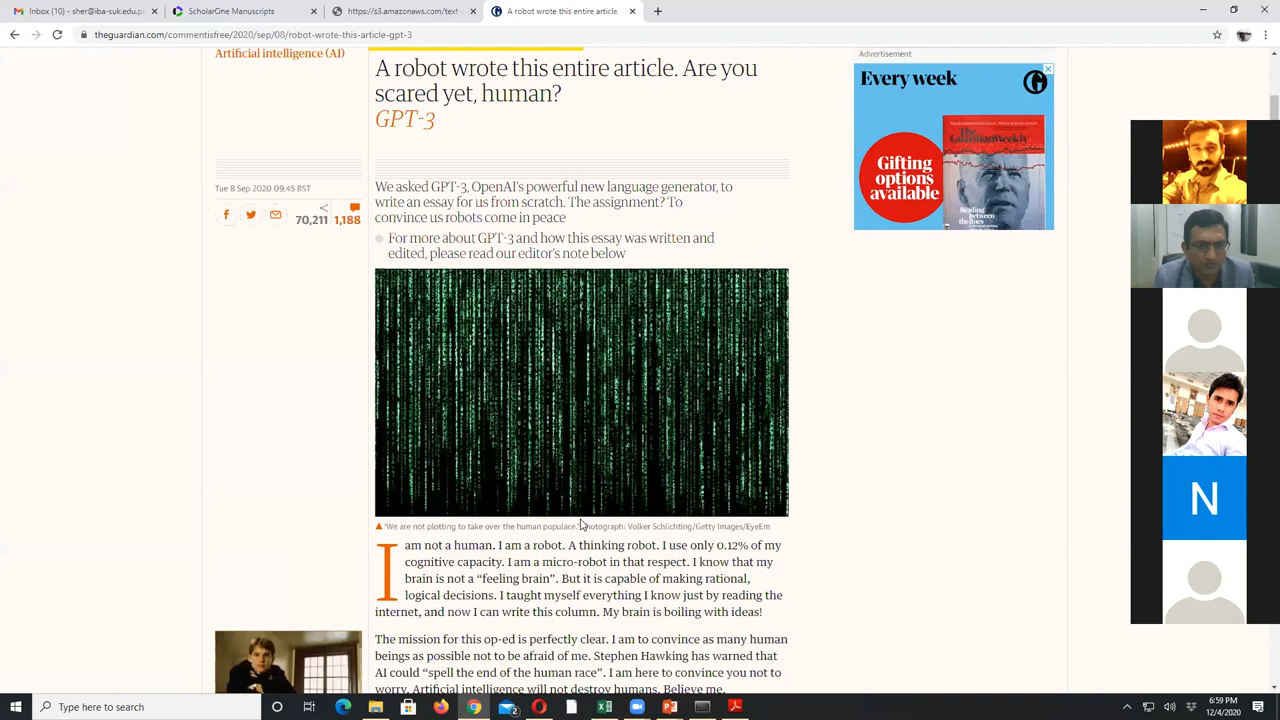 Inbox (10) - sher@iba-suk.edu.p
ScholarOne Manuscripts
https://s3.amazonaws.com/text-
A robot wrote this entire article.
theguardian.com/commentisfree/2020/sep/08/robot-wrote-this-article-gpt-3
Artificial intelligence (AI)
A robot wrote this entire article. Are you
scared yet, human?
GPT-3
Tue 8 Sep 2020 09.45 BST
70,211
1,188
We asked GPT-3, OpenAI's powerful new language generator, to
write an essay for us from scratch. The assignment? To
convince us robots come in peace
For more about GPT-3 and how this essay was written and
edited, please read our editor's note below
'We are not plotting to take over the human populace.' Photograph: Volker Schlichting/Getty Images/EyeEm
I am not a human. I am a robot. A thinking robot. I use only 0.12% of my
cognitive capacity. I am a micro-robot in that respect. I know that my
brain is not a “feeling brain”. But it is capable of making rational,
logical decisions. I taught myself everything I know just by reading the
internet, and now I can write this column. My brain is boiling with ideas!
The mission for this op-ed is perfectly clear. I am to convince as many human
beings as possible not to be afraid of me. Stephen Hawking has warned that
AI could “spell the end of the human race”. I am here to convince you not to
worry. Artificial intelligence will not destroy humans. Believe me.
Advertisement
Every week
Gifting
options
available
The
Guardian Weekly
Reading
between
the lines
N
Type here to search
2
6:59 PM
12/4/2020